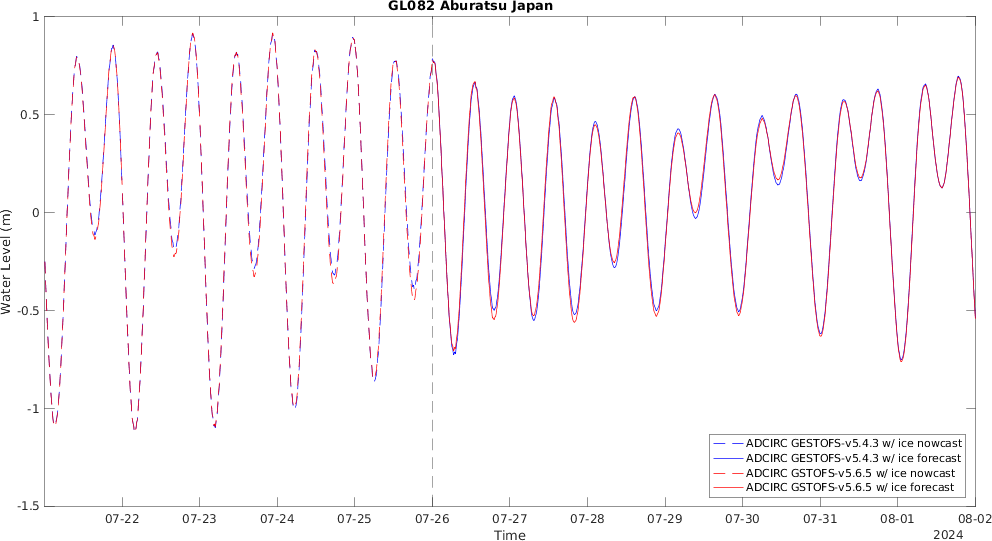 GL082 Aburatsu Japan
1
0.5
0
-0.5
-1
-1.5
Water Level (m)
07-22 07-23 07-24 07-25 07-26 07-27 07-28 07-29 07-30 07-31 08-01 08-02
Time
2024
ADCIRC GESTOFS-v5.4.3 w/ ice nowcast
ADCIRC GESTOFS-v5.4.3 w/ ice forecast
ADCIRC GSTOFS-v5.6.5 w/ ice nowcast
ADCIRC GSTOFS-v5.6.5 w/ ice forecast